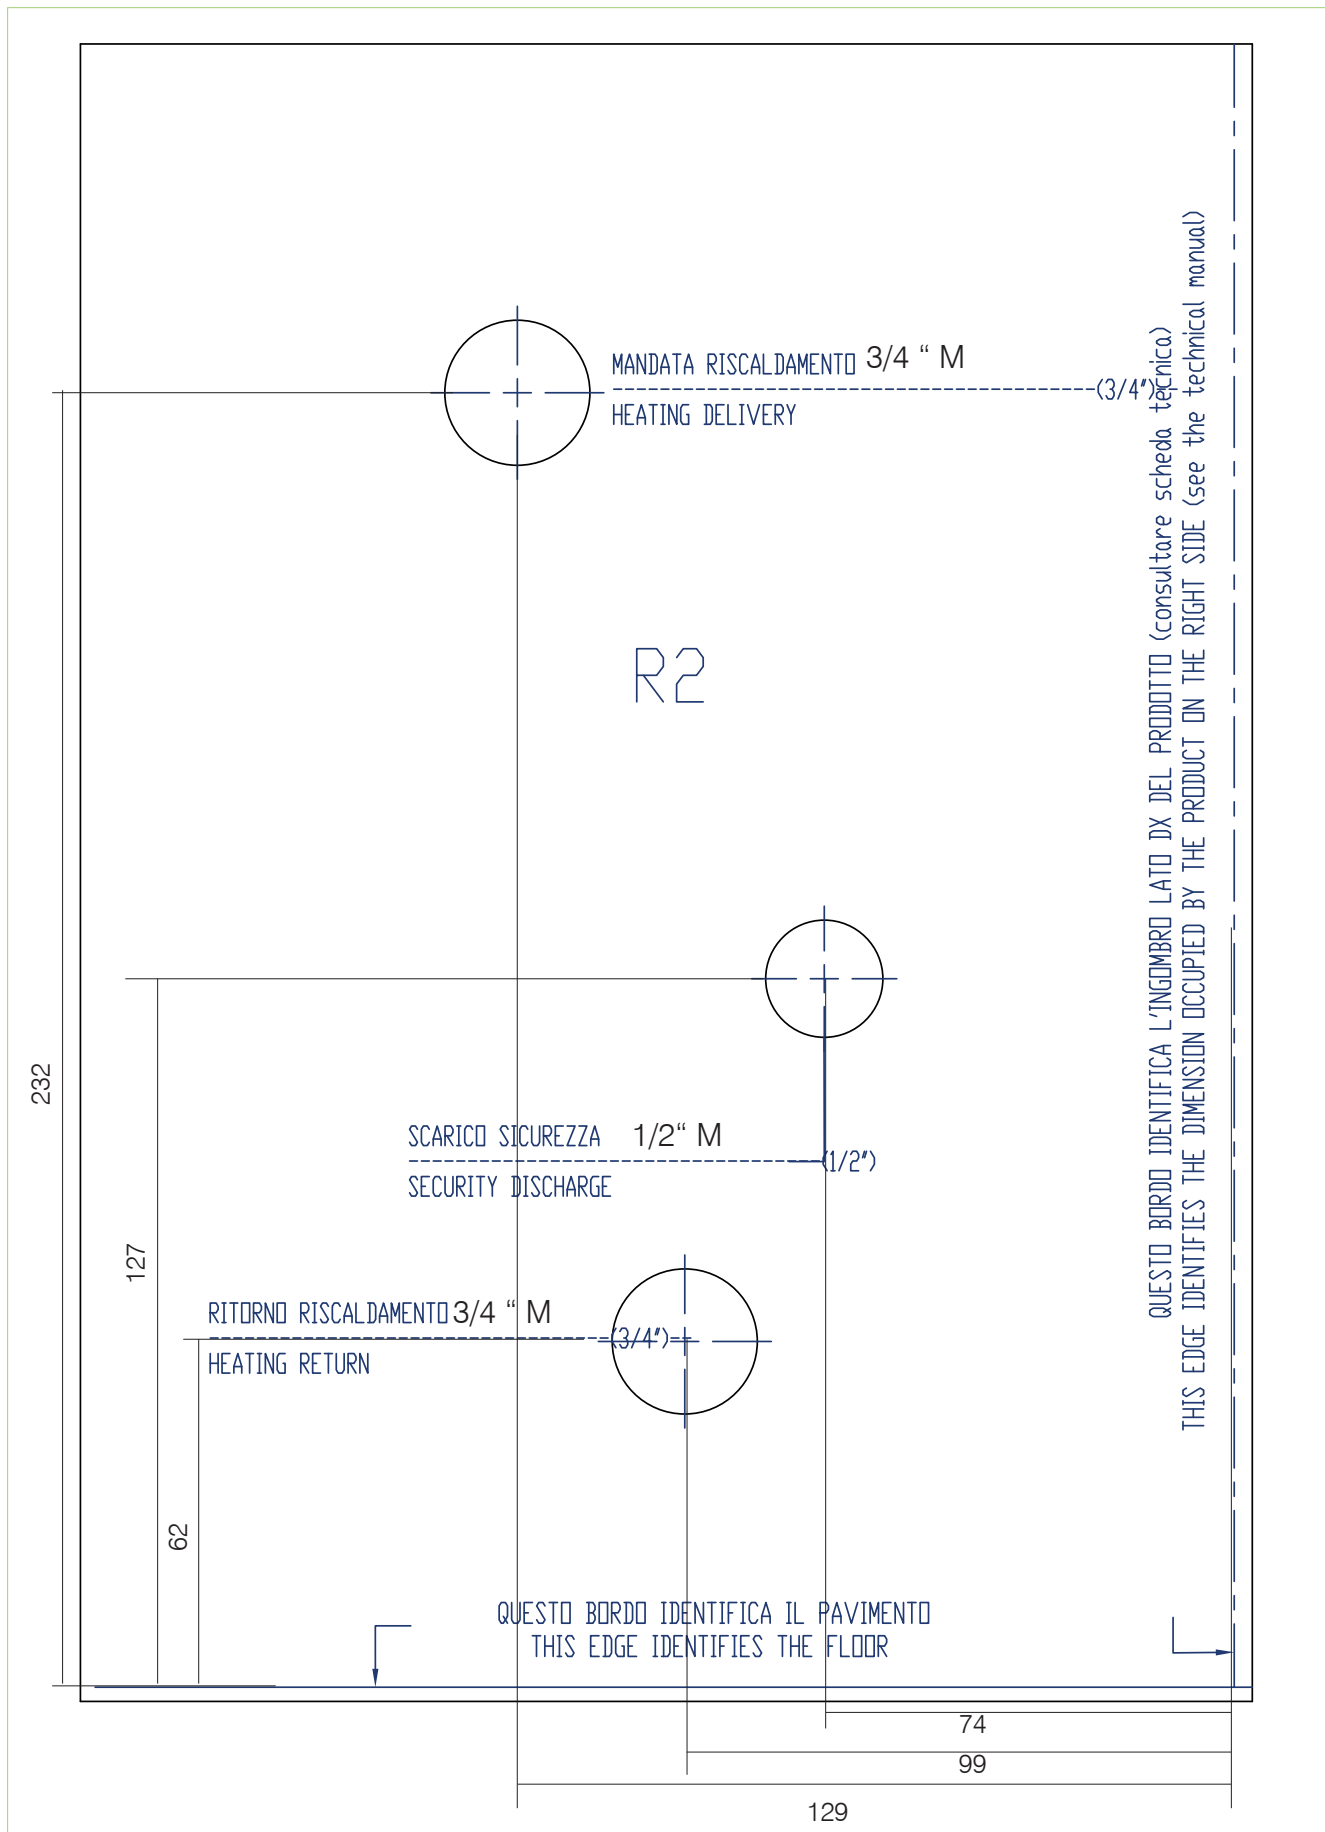 MANDATA RISCALDAMENTO 3/4 “ M
(3/4")
HEATING DELIVERY
R2
QUESTO BORDO IDENTIFICA L'INGOMBRO LATO DX DEL PRODOTTO (consultare scheda tecnica)
THIS EDGE IDENTIFIES THE DIMENSION OCCUPIED BY THE PRODUCT ON THE RIGHT SIDE (see the technical manual)
232
SCARICO SICUREZZA 1/2“ M
(1/2")
SECURITY DISCHARGE
127
RITORNO RISCALDAMENTO 3/4 “ M
(3/4")
HEATING RETURN
62
QUESTO BORDO IDENTIFICA IL PAVIMENTO
THIS EDGE IDENTIFIES THE FLOOR
74
99
129